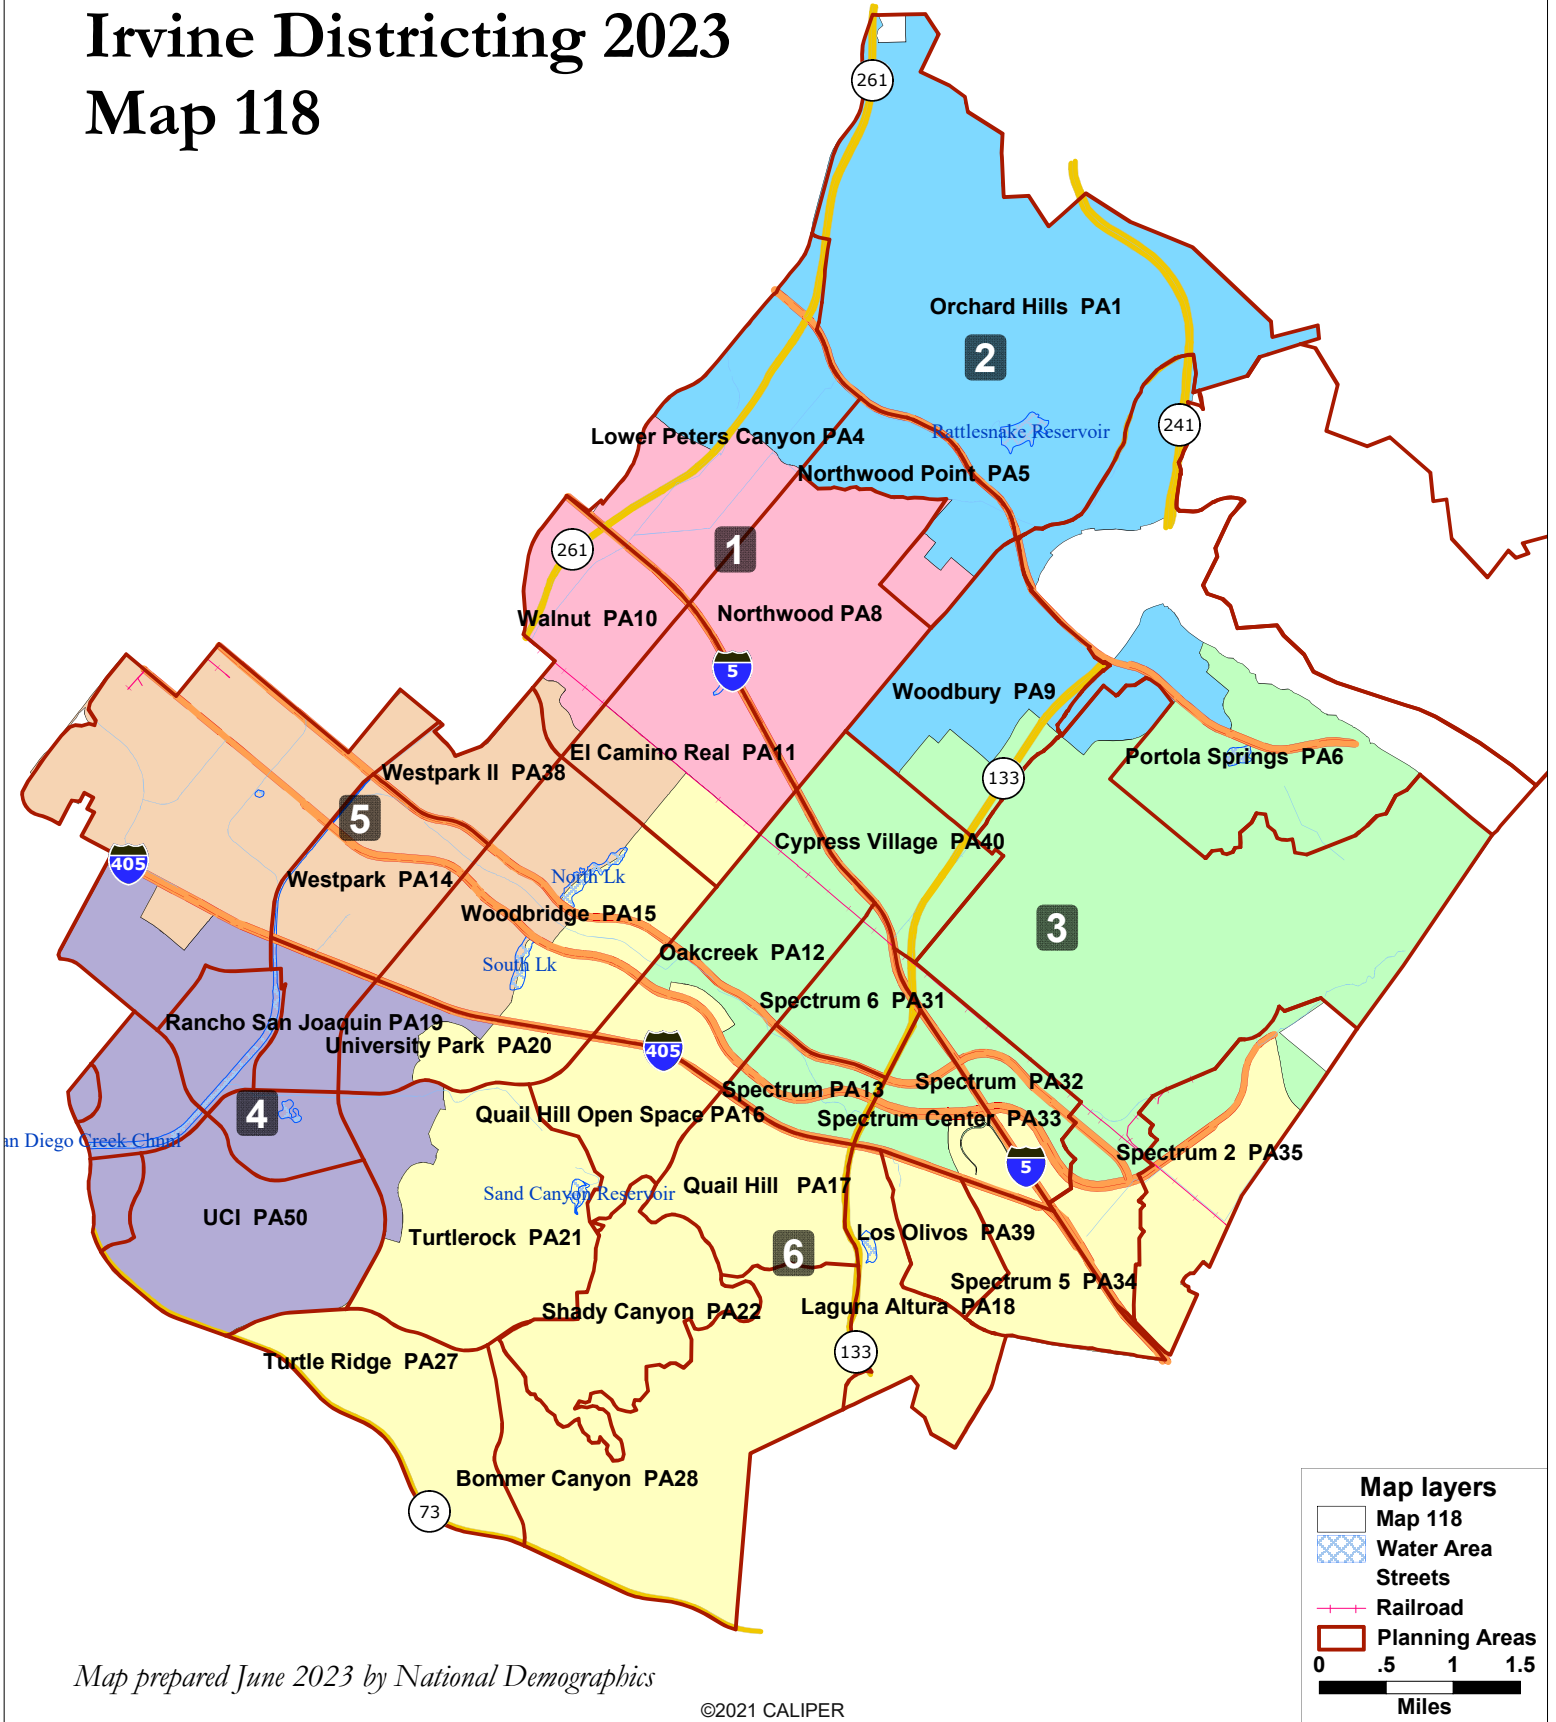 Irvine Districting 2023
Map 118
261
Orchard Hills  PA1
2
241
Rattlesnake Reservoir
Lower Peters Canyon PA4
Northwood Point  PA5
261
1
Walnut  PA10
Northwood PA8
5
Woodbury  PA9
El Camino Real  PA11
Portola Springs  PA6
Westpark II  PA38
133
5
Cypress Village  PA40
405
Westpark  PA14
North Lk
Woodbridge  PA15
3
Oakcreek  PA12
South Lk
Spectrum 6  PA31
Rancho San Joaquin PA19
University Park  PA20
405
Spectrum PA13
Spectrum  PA32
4
Quail Hill Open Space PA16
Spectrum Center  PA33
an Diego Creek Chnnl
Spectrum 2  PA35
5
Sand Canyon Reservoir
Quail Hill  PA17
UCI  PA50
Turtlerock  PA21
Los Olivos  PA39
6
Spectrum 5  PA34
Shady Canyon  PA22
Laguna Altura  PA18
133
Turtle Ridge  PA27
Bommer Canyon  PA28
73
Map layers
Map 118
Water Area
Streets
Railroad
Planning Areas
0 .5 1 1.5
Miles
Map prepared June 2023 by National Demographics
©2021 CALIPER